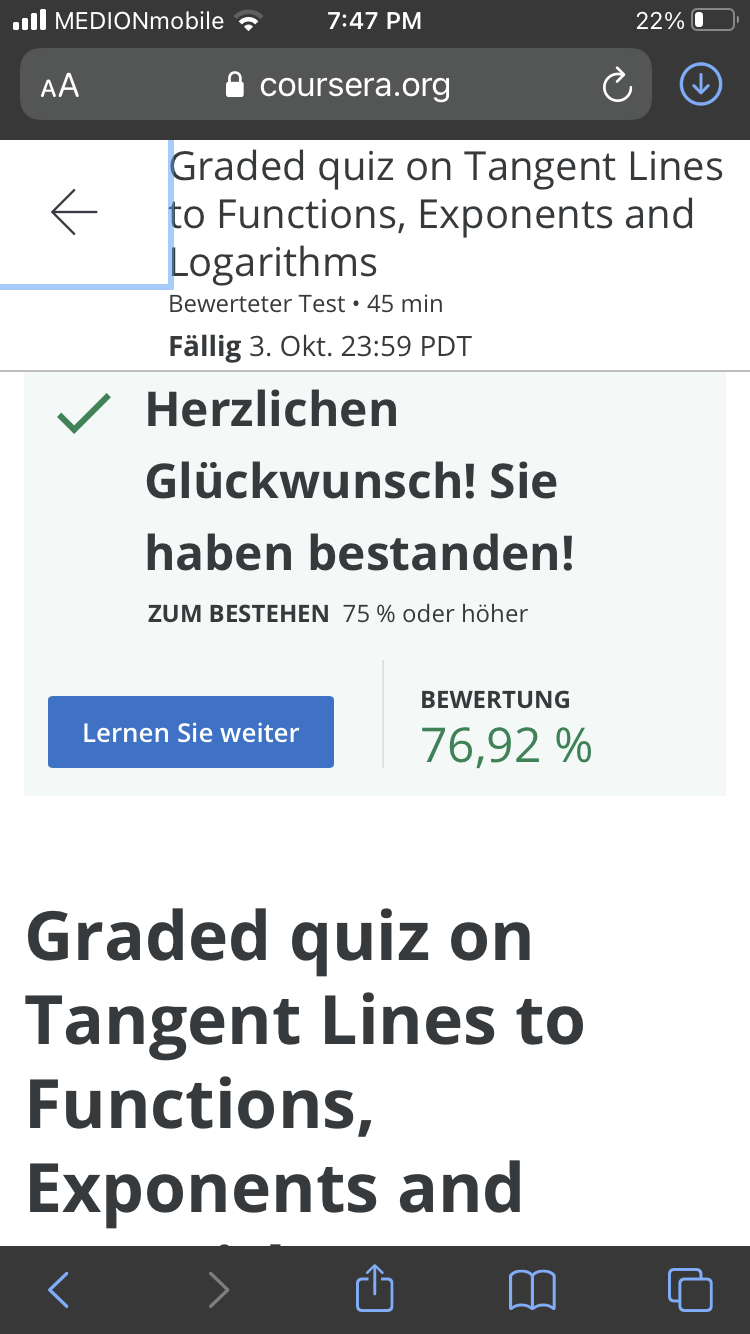 MEDIONmobile 7:47 PM 22%
AA coursera.org
Graded quiz on Tangent Lines
to Functions, Exponents and
Logarithms
Bewerteter Test • 45 min
Fällig 3. Okt. 23:59 PDT
Herzlichen
Glückwunsch! Sie
haben bestanden!
ZUM BESTEHEN 75 % oder höher
Lernen Sie weiter
BEWERTUNG
76,92 %
Graded quiz on
Tangent Lines to
Functions,
Exponents and